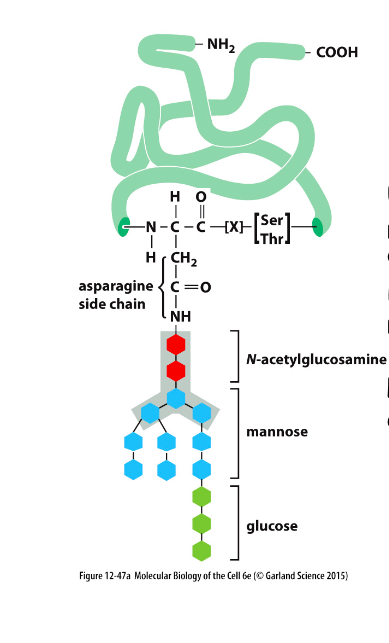 NH2
COOH
H O
N C C [X] Ser
Thr
H CH2
asparagine
side chain
C=O
NH
N-acetylglucosamine
mannose
glucose
Figure 12-47a Molecular Biology of the Cell 6e (© Garland Science 2015)